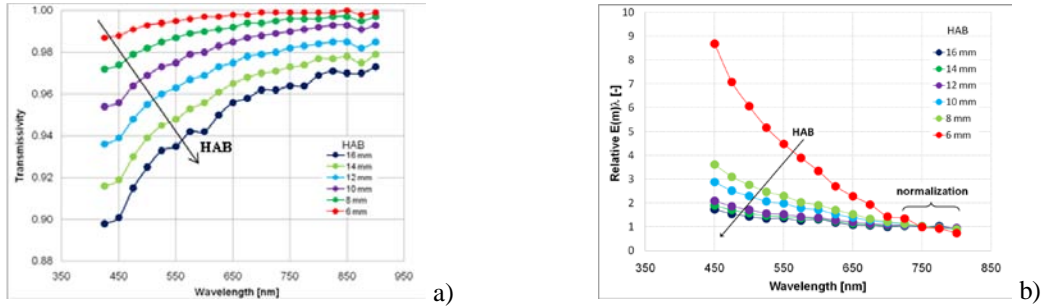 1.00
0.98
0.96
0.94
0.92
0.90
0.88
Transmissivity
HAB
HAB
16 mm
14 mm
12 mm
10 mm
8 mm
6 mm
350 450 550 650 750 850 950
Wavelength [nm]
a)
10
9
8
7
6
5
4
3
2
1
0
Relative E(m)λ [-]
HAB
HAB
16 mm
14 mm
12 mm
10 mm
8 mm
6 mm
normalization
350 450 550 650 750 850
Wavelength [nm]
b)